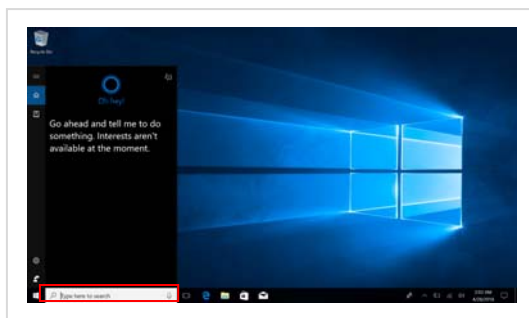 Recycle Bin
Oh hey!
Go ahead and tell me to do
something. Interests aren't
available at the moment.
Type here to search